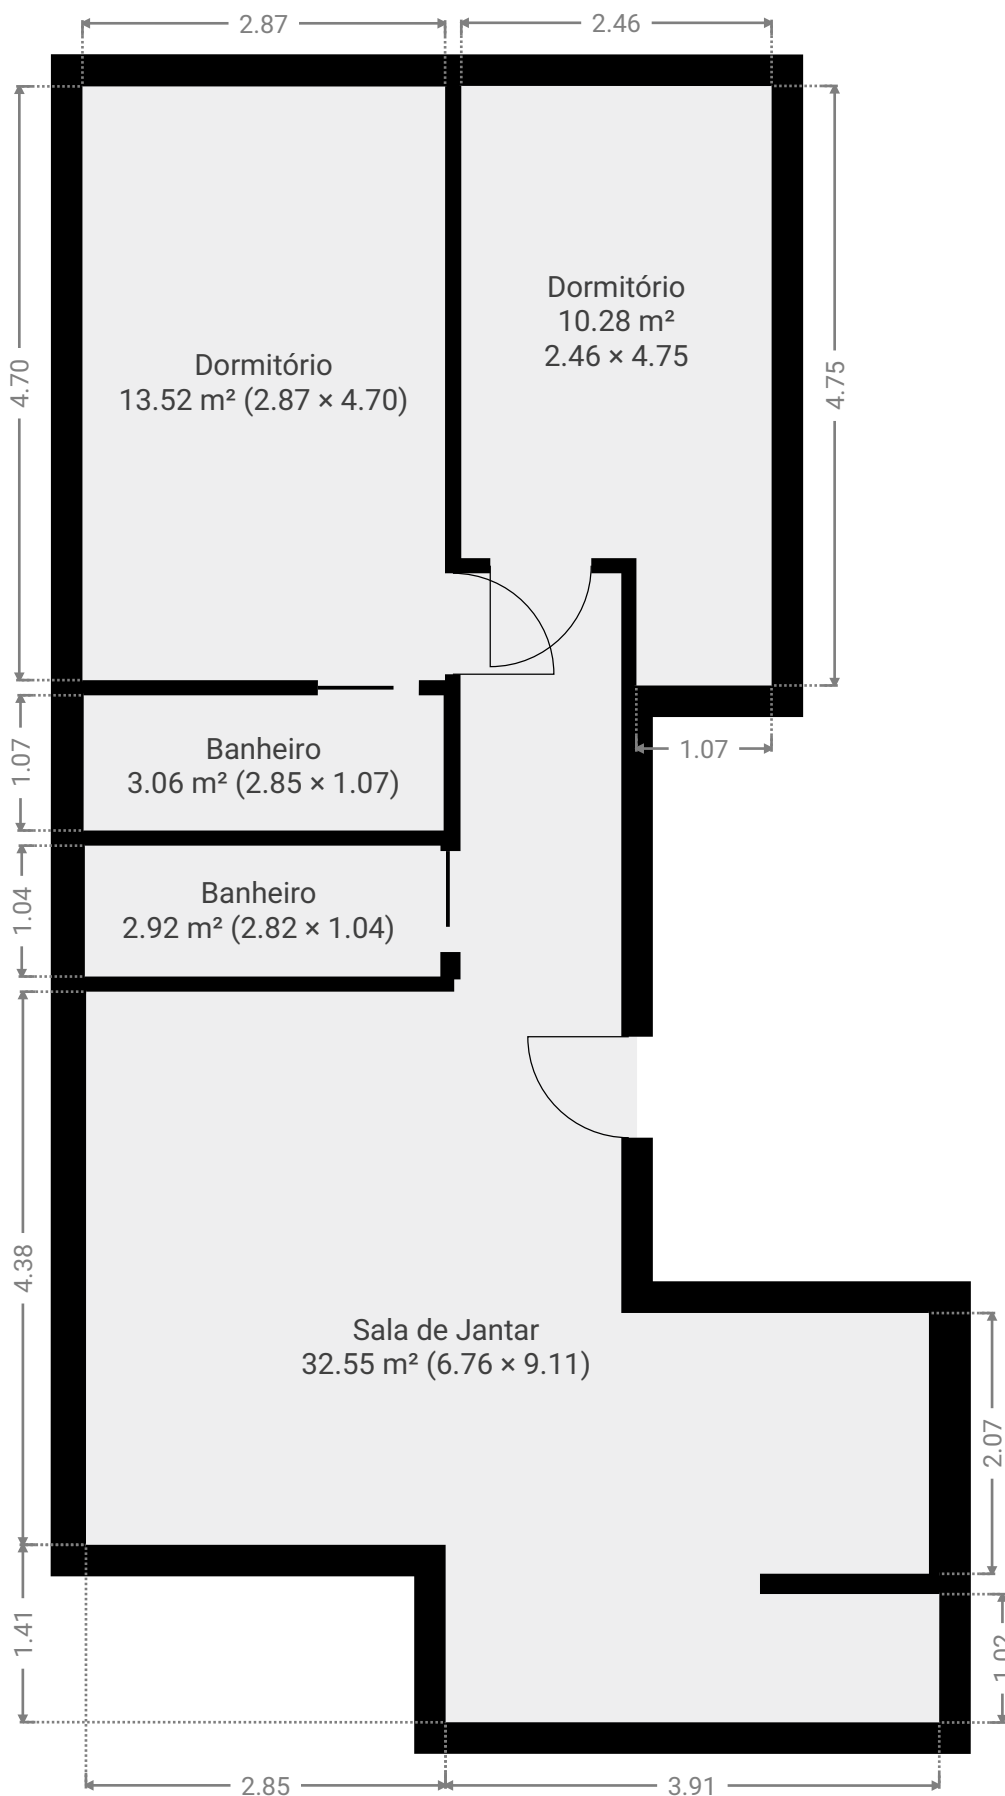 2.87
2.46
4.70
4.75
Dormitório
10.28 m²
2.46 × 4.75
Dormitório
13.52 m² (2.87 × 4.70)
1.07
1.07
Banheiro
3.06 m² (2.85 × 1.07)
1.04
Banheiro
2.92 m² (2.82 × 1.04)
4.38
Sala de Jantar
32.55 m² (6.76 × 9.11)
2.07
1.41
1.02
2.85
3.91